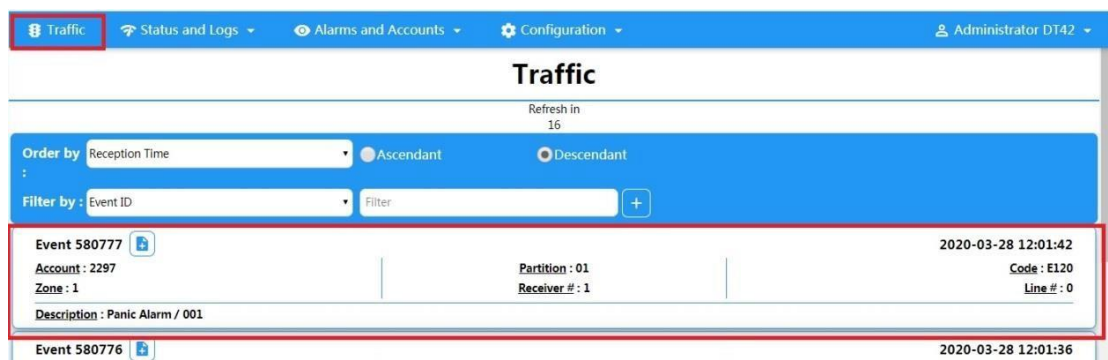 Traffic Status and Logs Alarms and Accounts Configuration Administrator DT42
Traffic
Refresh in
16
Order by : Reception Time Ascendant Descendant
Filter by : Event ID Filter +
Event 580777 2020-03-28 12:01:42
Account : 2297 Partition : 01 Code : E120
Zone : 1 Receiver # : 1 Line # : 0
Description : Panic Alarm / 001
Event 580776 2020-03-28 12:01:36